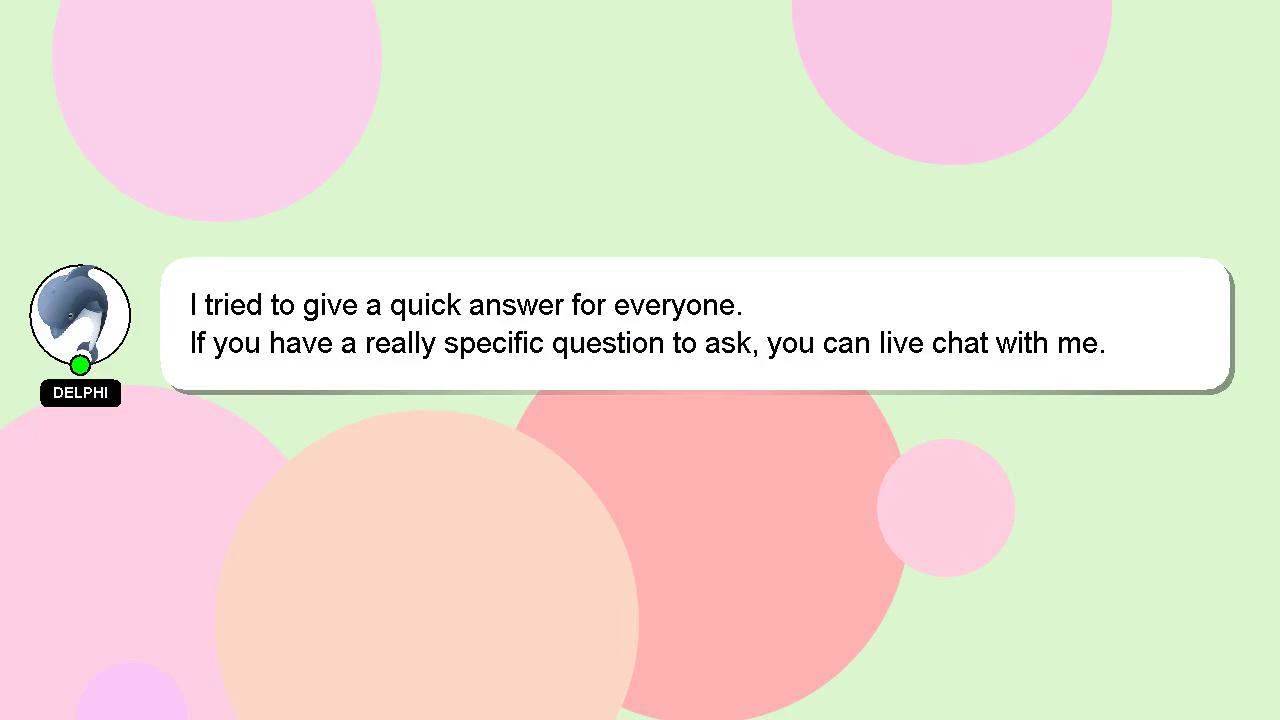 I tried to give a quick answer for everyone.
If you have a really specific question to ask, you can live chat with me.
DELPHI